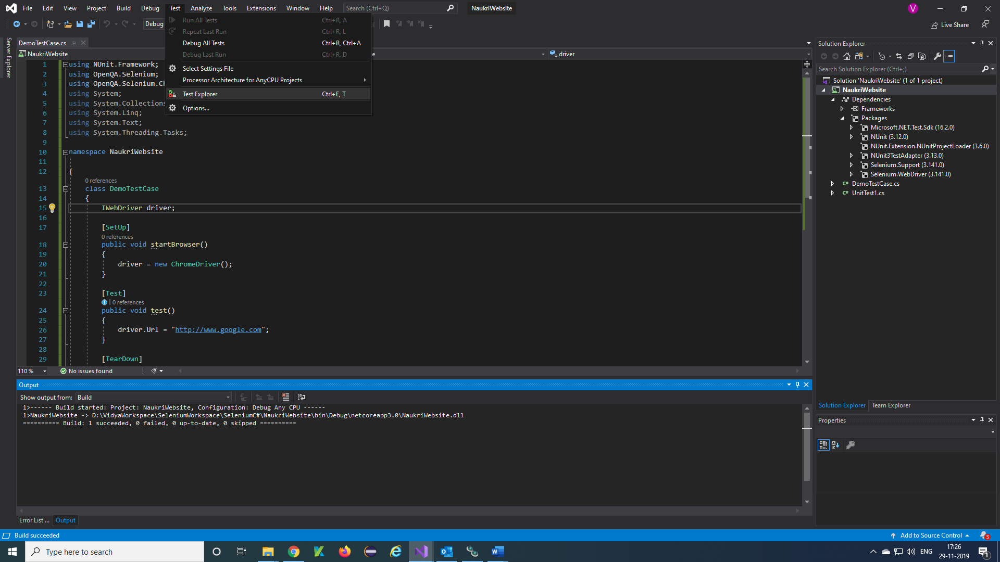 File Edit View Project Build Debug Test Analyze Tools Extensions Window Help Search (Ctrl+Q) NaukriWebsite V
Debug
Live Share
Run All Tests Ctrl+R, A
Repeat Last Run Ctrl+R, L
Debug All Tests Ctrl+R, Ctrl+A
Debug Last Run Ctrl+R, D
Select Settings File
Processor Architecture for AnyCPU Projects
Test Explorer Ctrl+E, T
Options...
Server Explorer
DemoTestCase.cs
NaukriWebsite
e
driver
1 using NUnit.Framework;
2 using OpenQA.Selenium;
3 using OpenQA.Selenium.Ch
4 using System;
5 using System.Collections
6 using System.Linq;
7 using System.Text;
8 using System.Threading.Tasks;
9
10 namespace NaukriWebsite
11
12 {
0 references
13 class DemoTestCase
14 {
15 IWebDriver driver;
16
17 [SetUp]
0 references
18 public void startBrowser()
19 {
20 driver = new ChromeDriver();
21 }
22
23 [Test]
0 references
24 public void test()
25 {
26 driver.Url = "http://www.google.com";
27 }
28
29 [TearDown]
110 % No issues found
Output
Show output from: Build
1>------ Build started: Project: NaukriWebsite, Configuration: Debug Any CPU ------
1>NaukriWebsite -> D:\VidyaWorkspace\SeleniumWorkspace\SeleniumC#\NaukriWebsite\bin\Debug\netcoreapp3.0\NaukriWebsite.dll
========== Build: 1 succeeded, 0 failed, 0 up-to-date, 0 skipped ==========
Error List ... Output
Solution Explorer
Search Solution Explorer (Ctrl+;)
Solution 'NaukriWebsite' (1 of 1 project)
NaukriWebsite
Dependencies
Frameworks
Packages
Microsoft.NET.Test.Sdk (16.2.0)
NUnit (3.12.0)
NUnit.Extension.NUnitProjectLoader (3.6.0)
NUnit3TestAdapter (3.13.0)
Selenium.Support (3.141.0)
Selenium.WebDriver (3.141.0)
C# DemoTestCase.cs
C# UnitTest1.cs
Solution Explorer Team Explorer
Properties
Build succeeded
Add to Source Control 3
Type here to search
ENG
17:26
29-11-2019
1